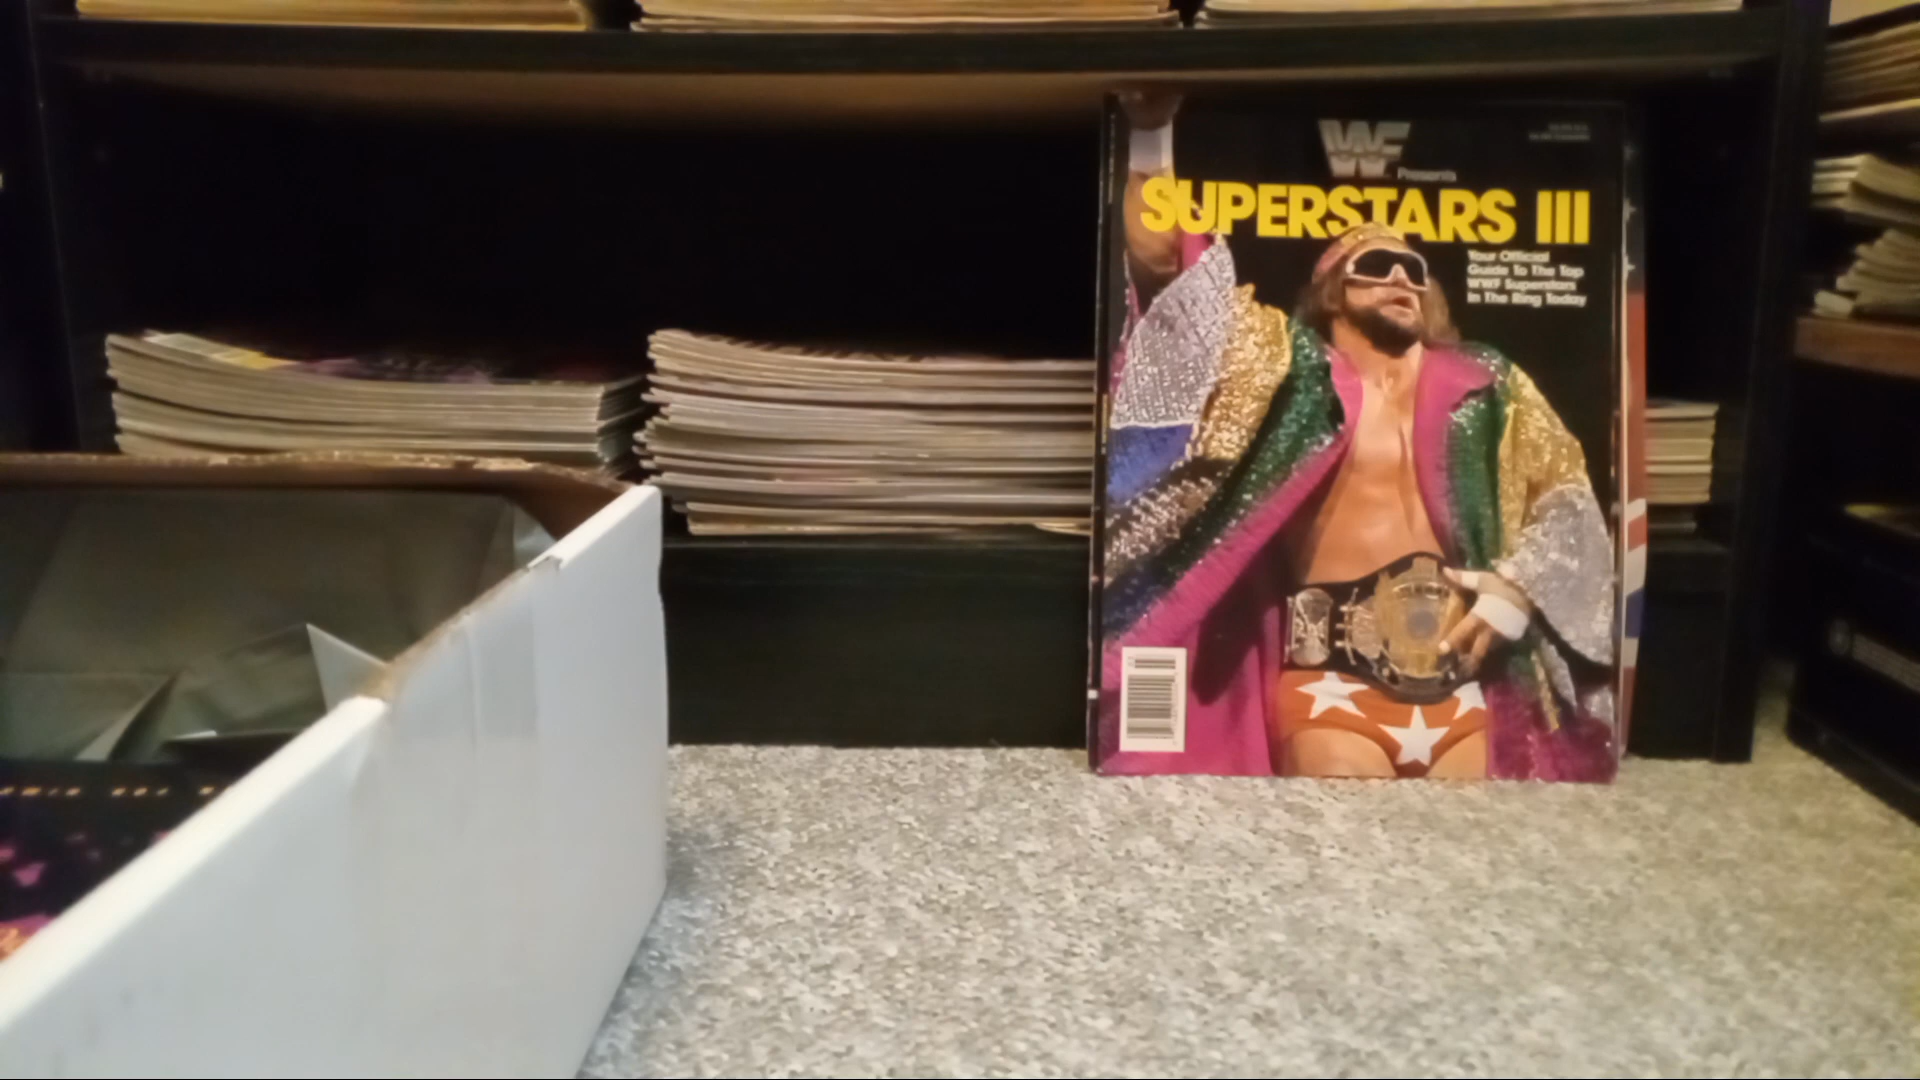 WF
Presents
SUPERSTARS III
Your Official
Guide To The Top
WWF Superstars
In The Ring Today